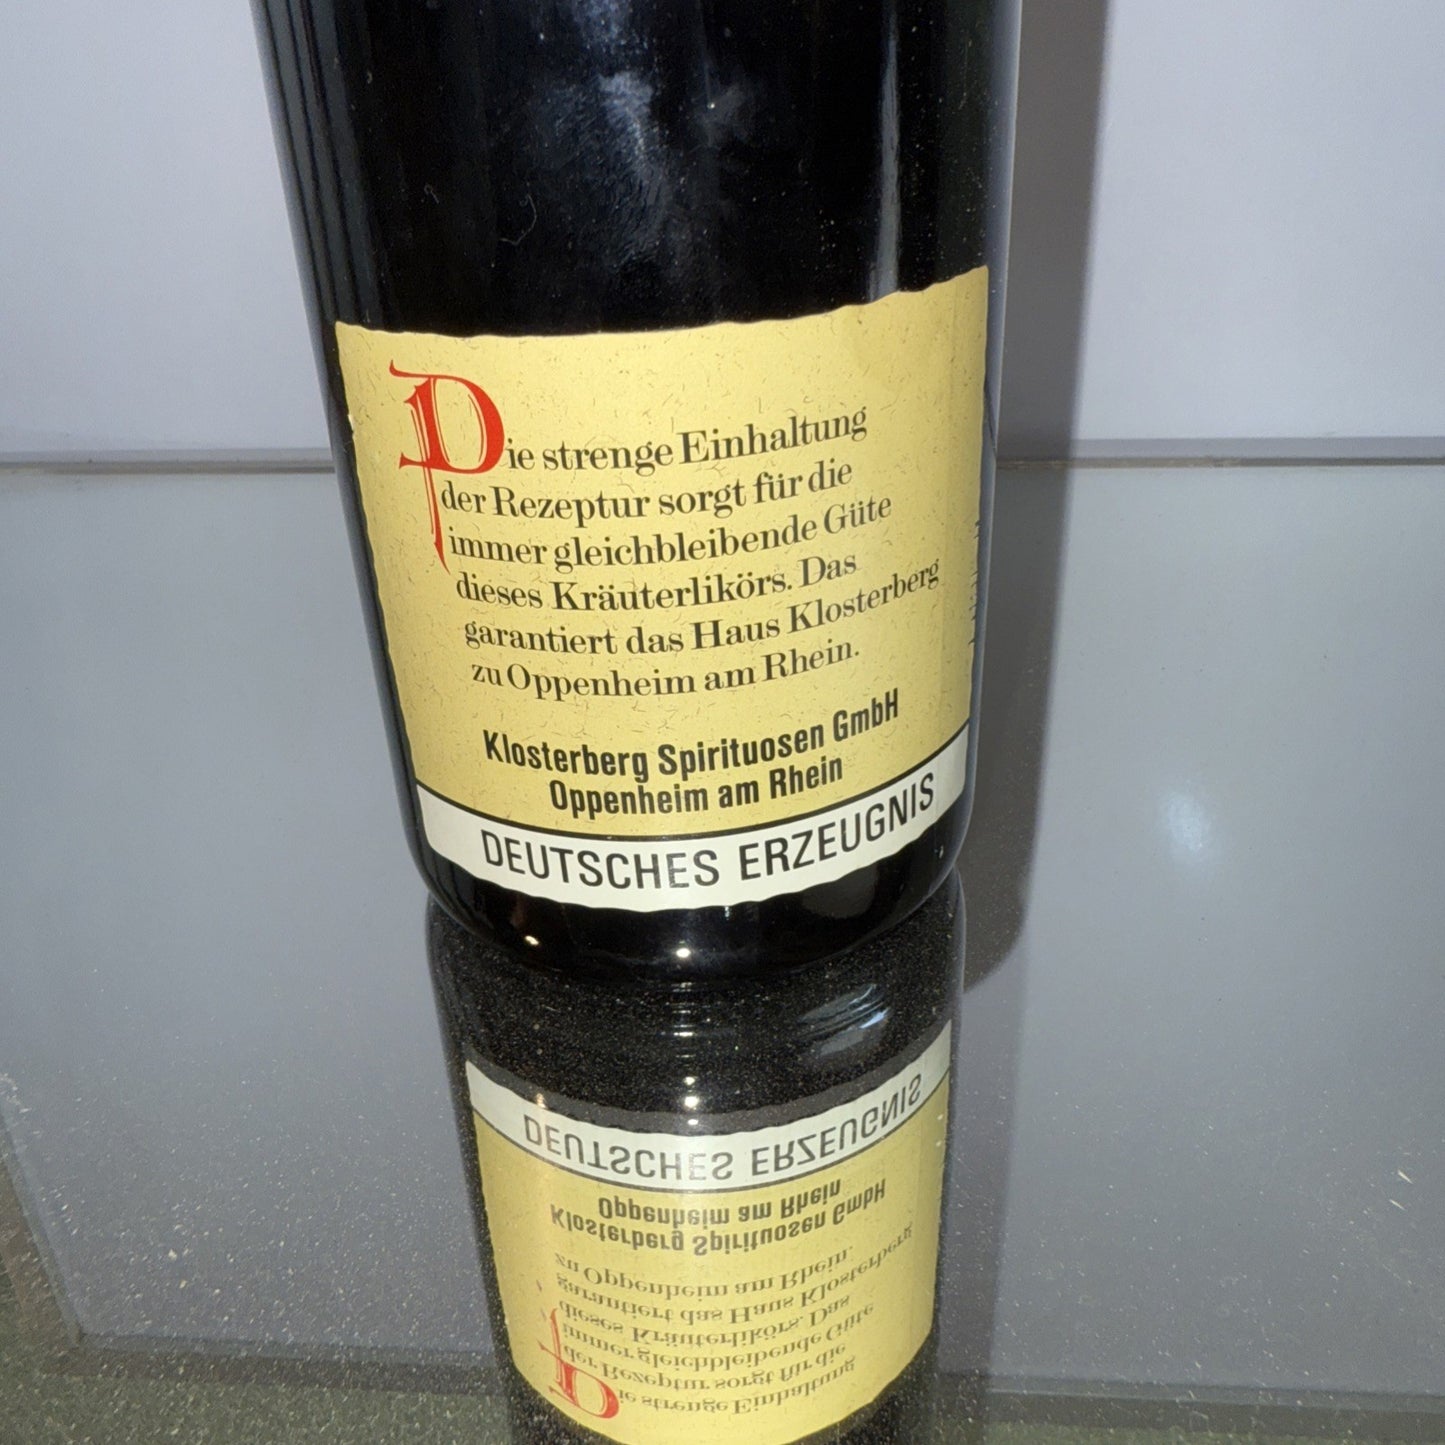 Die strenge Einhaltung
der Rezeptur sorgt für die
immer gleichbleibende Güte
dieses Kräuterlikörs. Das
garantiert das Haus Klosterberg
zu Oppenheim am Rhein.
Klosterberg Spirituosen GmbH
Oppenheim am Rhein
DEUTSCHES ERZEUGNIS